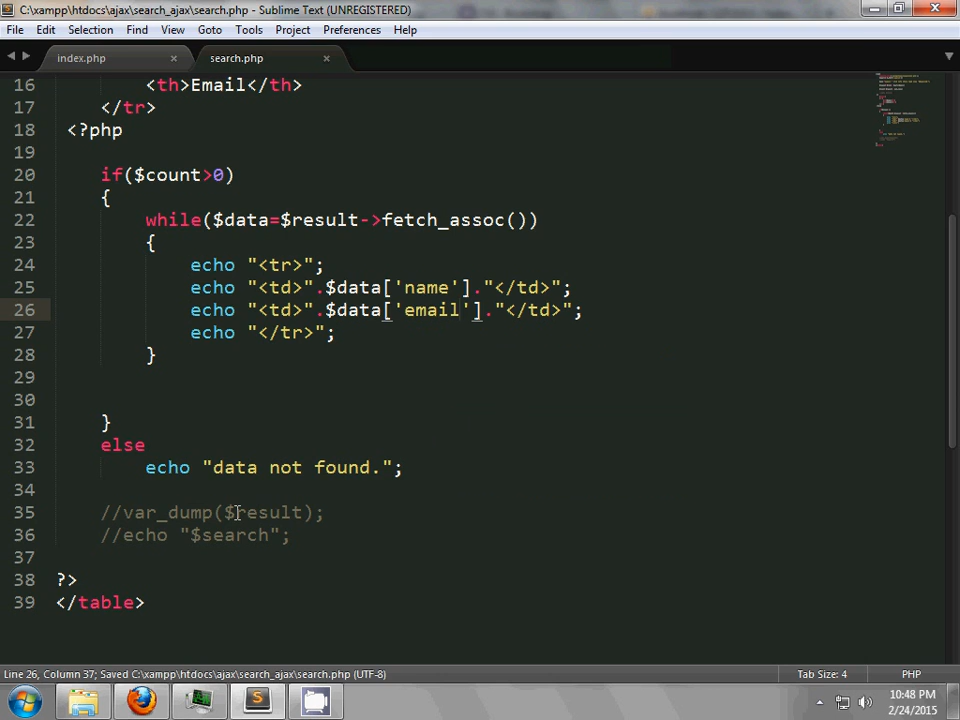 C:\xampp\htdocs\ajax\search_ajax\search.php - Sublime Text (UNREGISTERED)
File Edit Selection Find View Goto Tools Project Preferences Help
index.php × search.php ×
16 <th>Email</th>
17 </tr>
18 <?php
19
20 if($count>0)
21 {
22 while($data=$result->fetch_assoc())
23 {
24 echo "<tr>";
25 echo "<td>".$data['name']."</td>";
26 echo "<td>".$data['email']."</td>";
27 echo "</tr>";
28 }
29
30
31 }
32 else
33 echo "data not found.";
34
35 //var_dump($result);
36 //echo "$search";
37
38 ?>
39 </table>
Line 26, Column 37; Saved C:\xampp\htdocs\ajax\search_ajax\search.php (UTF-8) Tab Size: 4 PHP
10:48 PM
2/24/2015